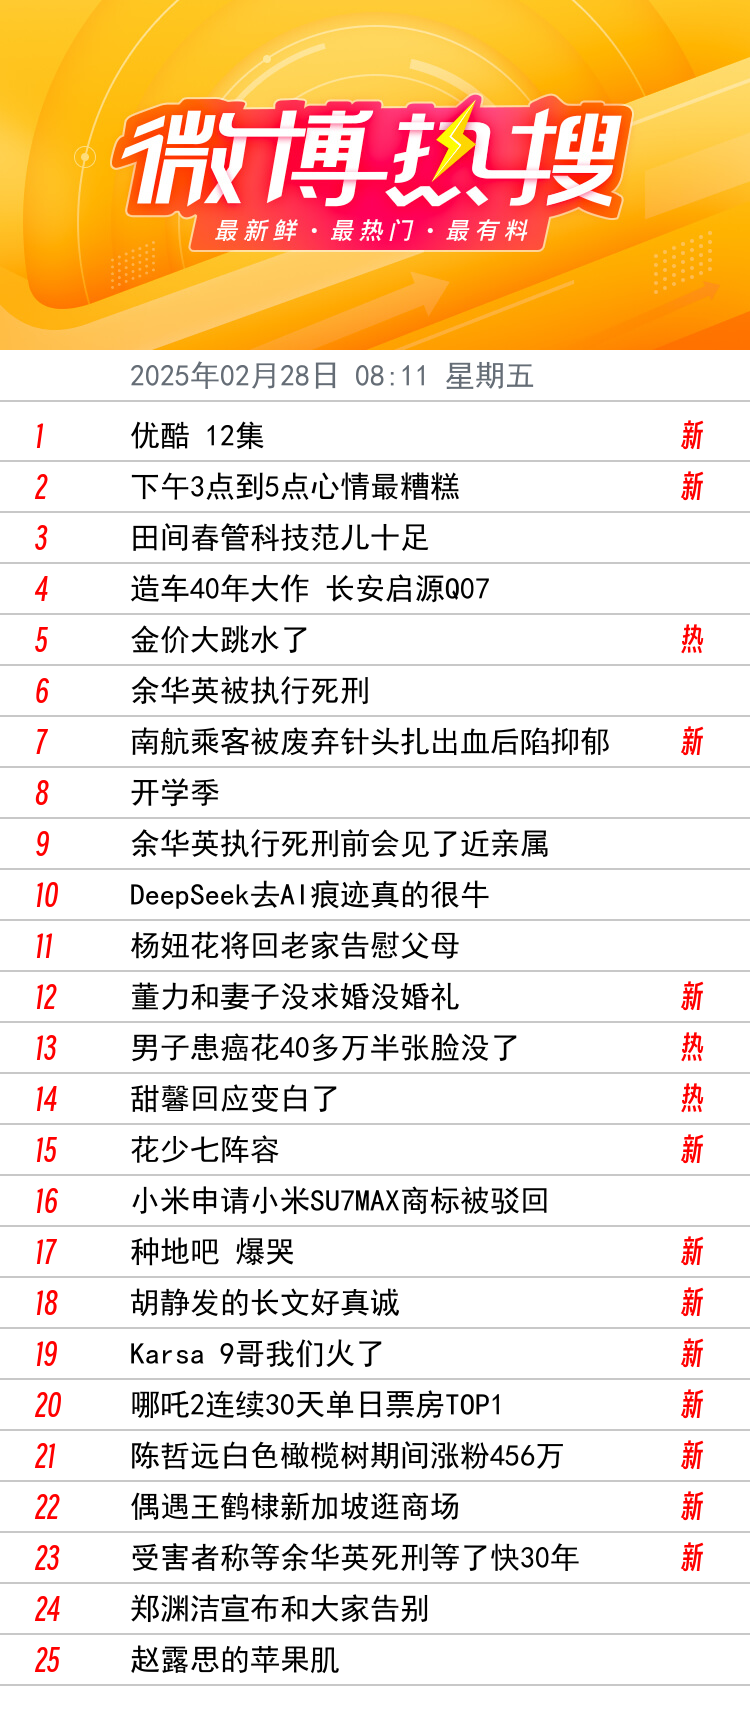 微博热搜
最新鲜·最热门·最有料
2025年02月28日 08:11 星期五
1 优酷 12集 新
2 下午3点到5点心情最糟糕 新
3 田间春管科技范儿十足
4 造车40年大作 长安启源Q07
5 金价大跳水了 热
6 余华英被执行死刑
7 南航乘客被废弃针头扎出血后陷抑郁 新
8 开学季
9 余华英执行死刑前会见了近亲属
10 DeepSeek去AI痕迹真的很牛
11 杨妞花将回老家告慰父母
12 董力和妻子没求婚没婚礼 新
13 男子患癌花40多万半张脸没了 热
14 甜馨回应变白了 热
15 花少七阵容 新
16 小米申请小米SU7MAX商标被驳回
17 种地吧 爆哭 新
18 胡静发的长文好真诚 新
19 Karsa 9哥我们火了 新
20 哪吒2连续30天单日票房TOP1 新
21 陈哲远白色橄榄树期间涨粉456万 新
22 偶遇王鹤棣新加坡逛商场 新
23 受害者称等余华英死刑等了快30年 新
24 郑渊洁宣布和大家告别
25 赵露思的苹果肌